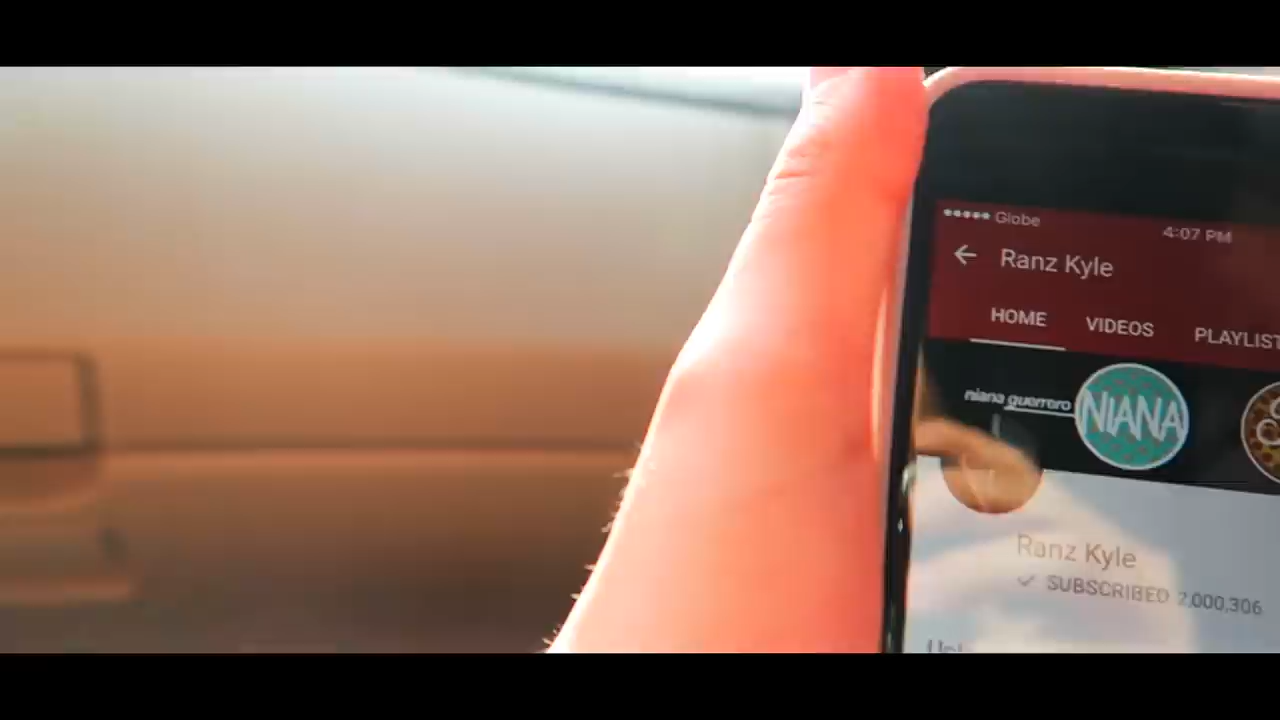 Globe
4:07 PM
Ranz Kyle
HOME VIDEOS PLAYLIST
niana guerrero
NIANA
Ranz Kyle
SUBSCRIBED 2,000,306